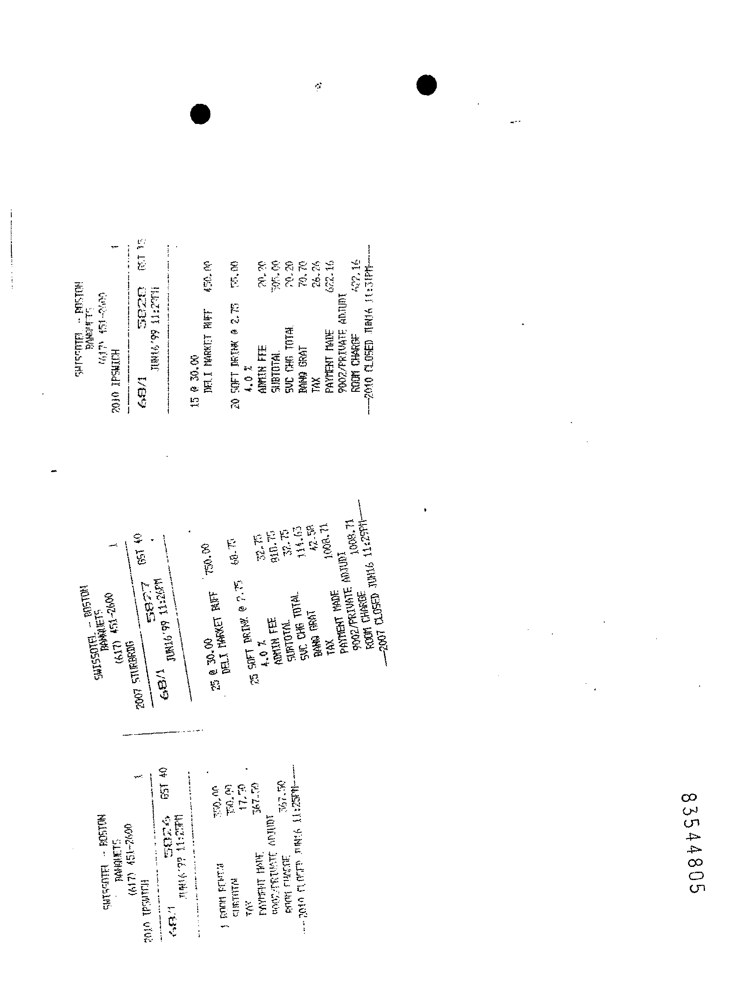 SWISSOTEL - BOSTON
BANQUETS
(617) 451-2600
2010 IPSWICH 1
68/1 5828 GST 15
JUN16'99 11:29PM
15 @ 30.00
DELI MARKET BUFF 450.00
20 SOFT DRINK @ 2.75 55.00
4.0 %
ADMIN FEE 20.20
SUBTOTAL 505.00
SVC CHG TOTAL 20.20
BANQ GRAT 70.70
TAX 26.26
PAYMENT MADE 622.16
9002/PRIVATE ADJUDI
ROOM CHARGE 622.16
----2010 CLOSED JUN16 11:31PM----
SWISSOTEL - BOSTON
BANQUETS
(617) 451-2600
2007 STURBRDG 1
68/1 5827 GST 40
JUN16'99 11:26PM
25 @ 30.00
DELI MARKET BUFF 750.00
25 SOFT DRINK @ 2.75 68.75
4.0 %
ADMIN FEE 32.75
SUBTOTAL 818.75
SVC CHG TOTAL 32.75
BANQ GRAT 114.63
TAX 42.58
PAYMENT MADE 1008.71
9002/PRIVATE ADJUDI
ROOM CHARGE 1008.71
----2007 CLOSED JUN16 11:29PM----
SWISSOTEL - BOSTON
BANQUETS
(617) 451-2600
2010 IPSWICH 1
68/1 5826 GST 40
JUN16'99 11:25PM
1 ROOM RENTAL 350.00
SUBTOTAL 350.00
TAX 17.50
PAYMENT MADE 367.50
9002/PRIVATE ADJUDI
ROOM CHARGE 367.50
----2010 CLOSED JUN16 11:25PM----
83544805